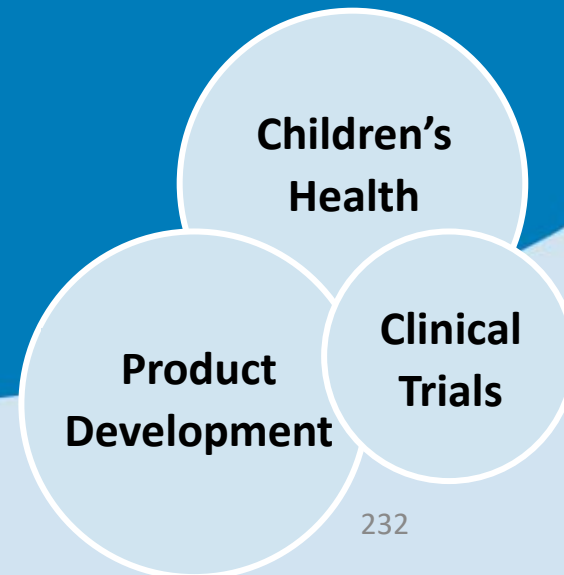 Children’s
Health
Clinical
Trials
Product
Development
232